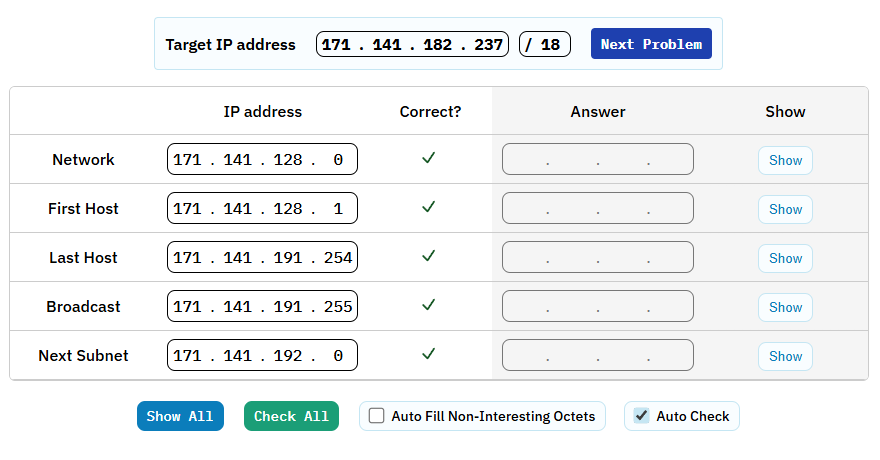 Target IP address 171 . 141 . 182 . 237 / 18 Next Problem
IP address Correct? Answer Show
Network 171 . 141 . 128 . 0 . . . Show
First Host 171 . 141 . 128 . 1 . . . Show
Last Host 171 . 141 . 191 . 254 . . . Show
Broadcast 171 . 141 . 191 . 255 . . . Show
Next Subnet 171 . 141 . 192 . 0 . . . Show
Show All Check All Auto Fill Non-Interesting Octets Auto Check